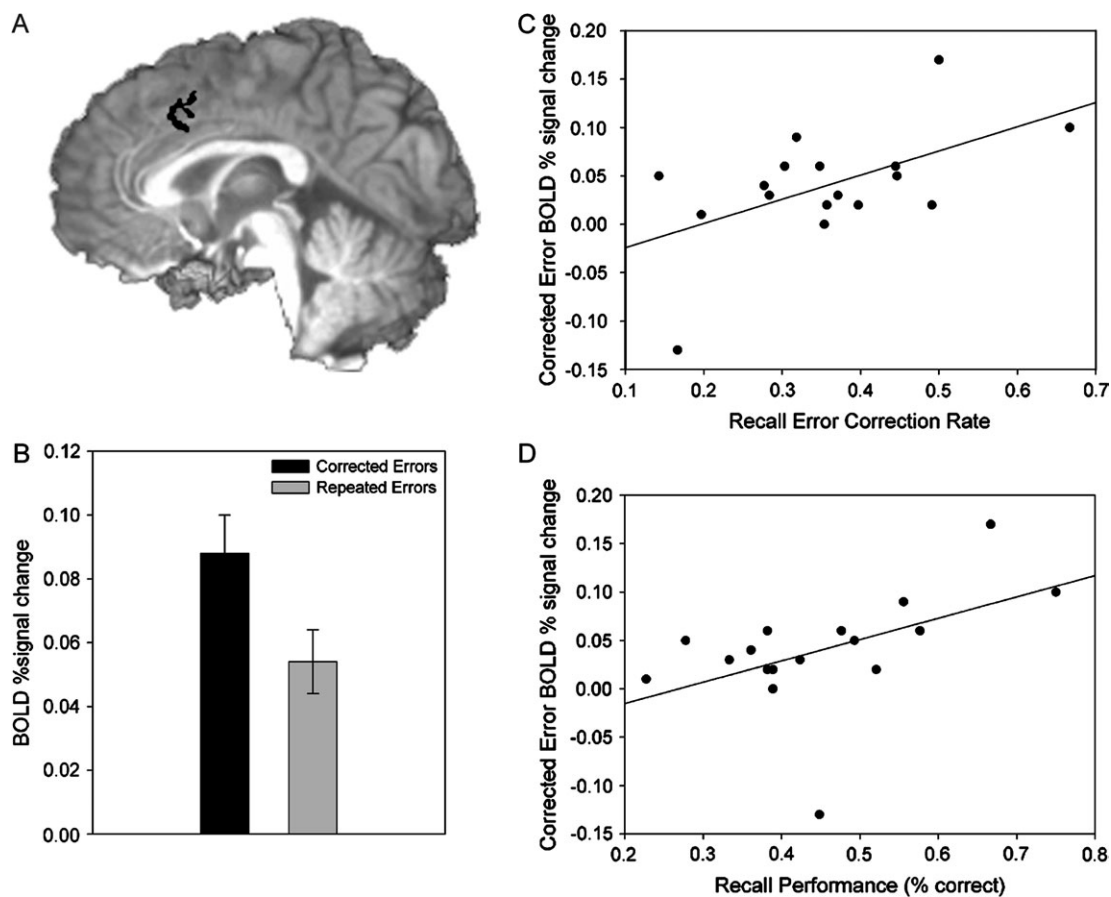 A
B
BOLD %signal change
0.12
0.10
0.08
0.06
0.04
0.02
0.00
Corrected Errors
Repeated Errors
C
Corrected Error BOLD % signal change
0.20
0.15
0.10
0.05
0.00
-0.05
-0.10
-0.15
0.1 0.2 0.3 0.4 0.5 0.6 0.7
Recall Error Correction Rate
D
Corrected Error BOLD % signal change
0.20
0.15
0.10
0.05
0.00
-0.05
-0.10
-0.15
0.2 0.3 0.4 0.5 0.6 0.7 0.8
Recall Performance (% correct)